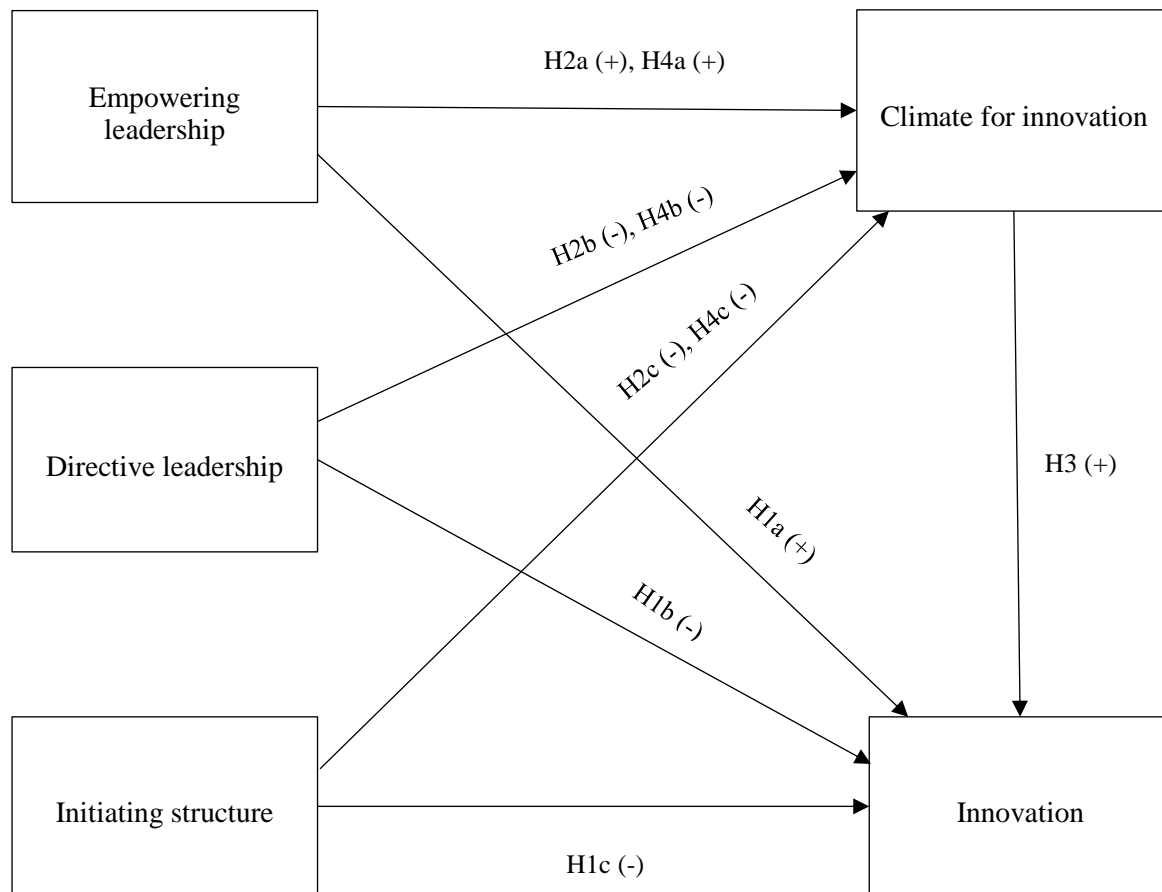 H2a (+), H4a (+)
Empowering
leadership
Climate for innovation
H2b (-), H4b (-)
H2c (-), H4c (-)
Directive leadership
H3 (+)
H1a (+)
H1b (-)
Initiating structure
Innovation
H1c (-)